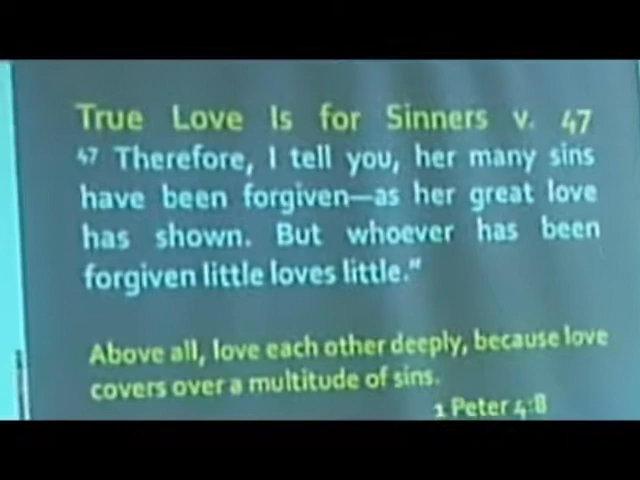 True Love Is for Sinners v. 47
47 Therefore, I tell you, her many sins
have been forgiven—as her great love
has shown. But whoever has been
forgiven little loves little."
Above all, love each other deeply, because love
covers over a multitude of sins.
1 Peter 4:8